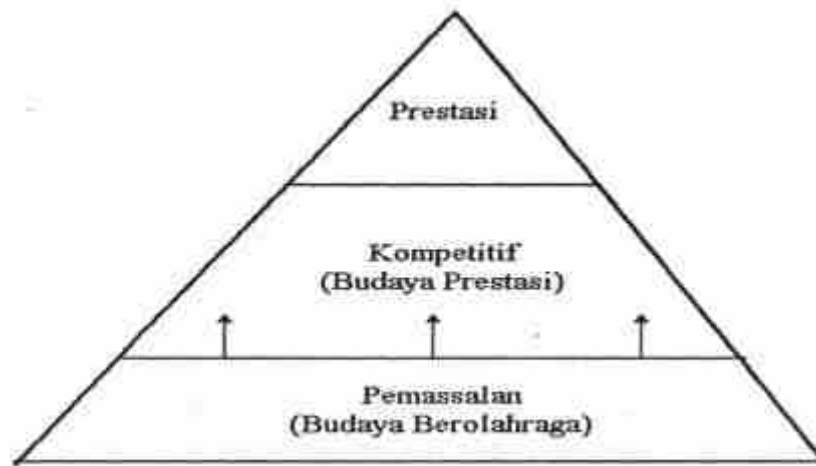 Prestasi
Kompetitif
(Budaya Prestasi)
Pemassalan
(Budaya Berolahraga)